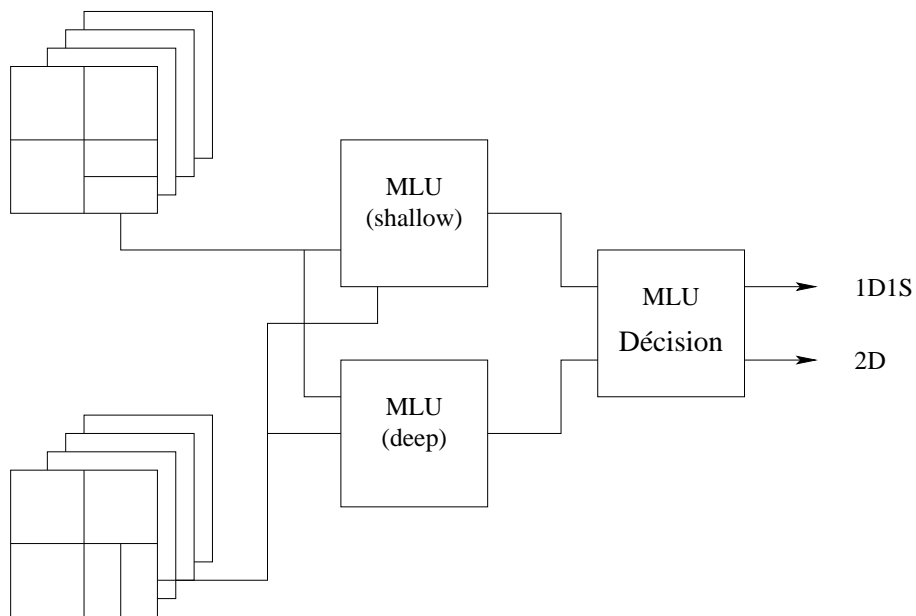 MLU
(shallow)
MLU
Décision
1D1S
2D
MLU
(deep)